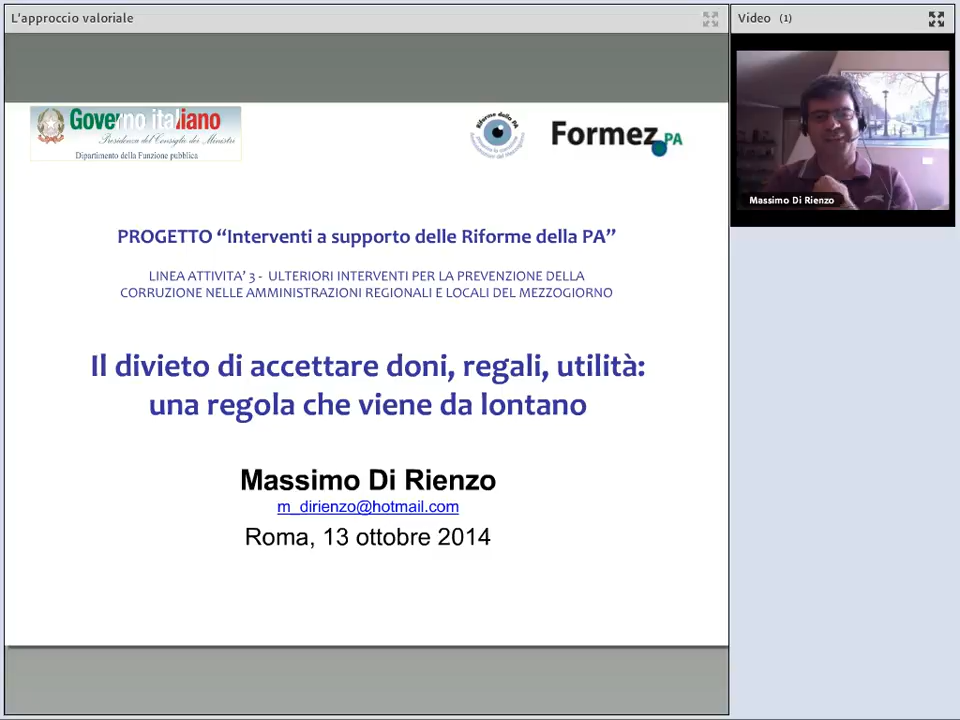 L'approccio valoriale
Video (1)
Governo italiano
Presidenza del Consiglio dei Ministri
Dipartimento della Funzione pubblica
Riforme della PA
Formez PA
Massimo Di Rienzo
PROGETTO “Interventi a supporto delle Riforme della PA”
LINEA ATTIVITA’ 3 - ULTERIORI INTERVENTI PER LA PREVENZIONE DELLA
CORRUZIONE NELLE AMMINISTRAZIONI REGIONALI E LOCALI DEL MEZZOGIORNO
Il divieto di accettare doni, regali, utilità:
una regola che viene da lontano
Massimo Di Rienzo
m_dirienzo@hotmail.com
Roma, 13 ottobre 2014